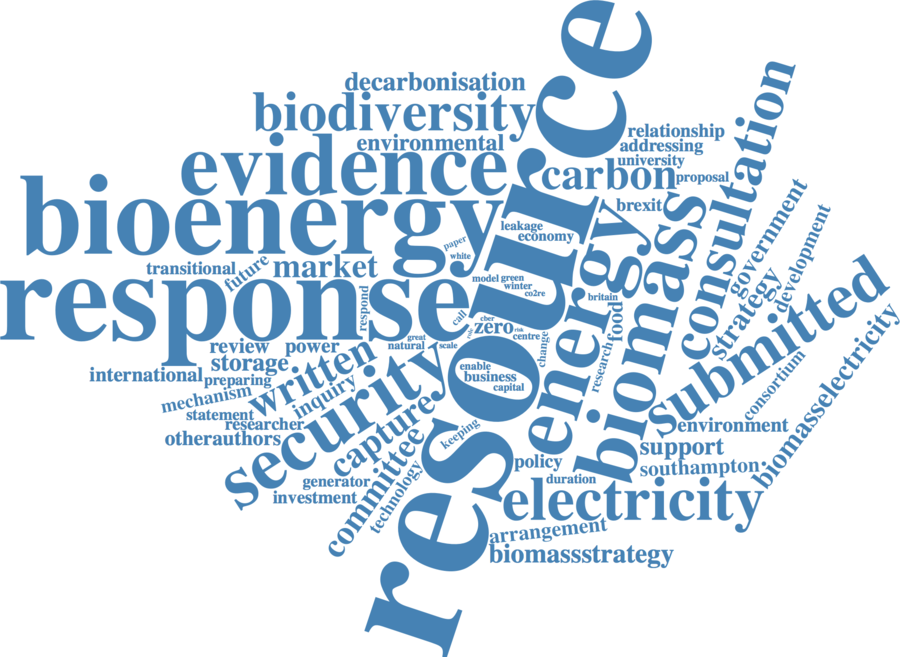 decarbonisation
biodiversity
environmental
evidence
bioenergy
response
resource
relationship
addressing
university
carbon
proposal
brexit
leakage
economy
paper
white
transitional
future
market
respond
model green
winter
co2re
britain
energy
biomass
consultation
government
strategy
development
submitted
biomasselectricity
consortium
food
research
change
call
cber
zero
risk
centre
great
natural
scale
enable
business
capital
review
power
storage
international
preparing
mechanism
written
inquiry
statement
researcher
otherauthors
security
capture
committee
technology
keeping
generator
investment
policy
duration
environment
support
southampton
electricity
arrangement
biomassstrategy